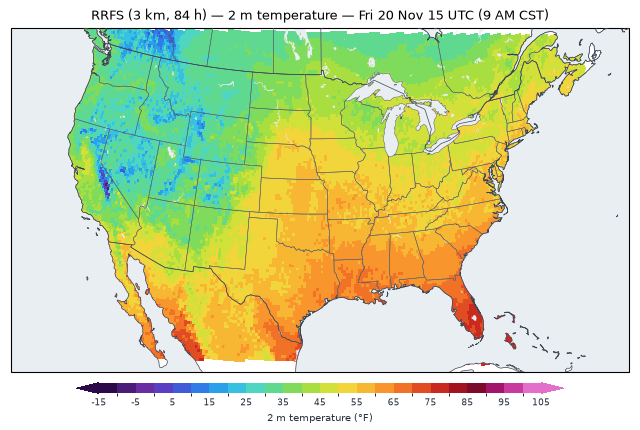 RRFS (3 km, 84 h) — 2 m temperature — Fri 20 Nov 15 UTC (9 AM CST)
-15 -5 5 15 25 35 45 55 65 75 85 95 105
2 m temperature (°F)